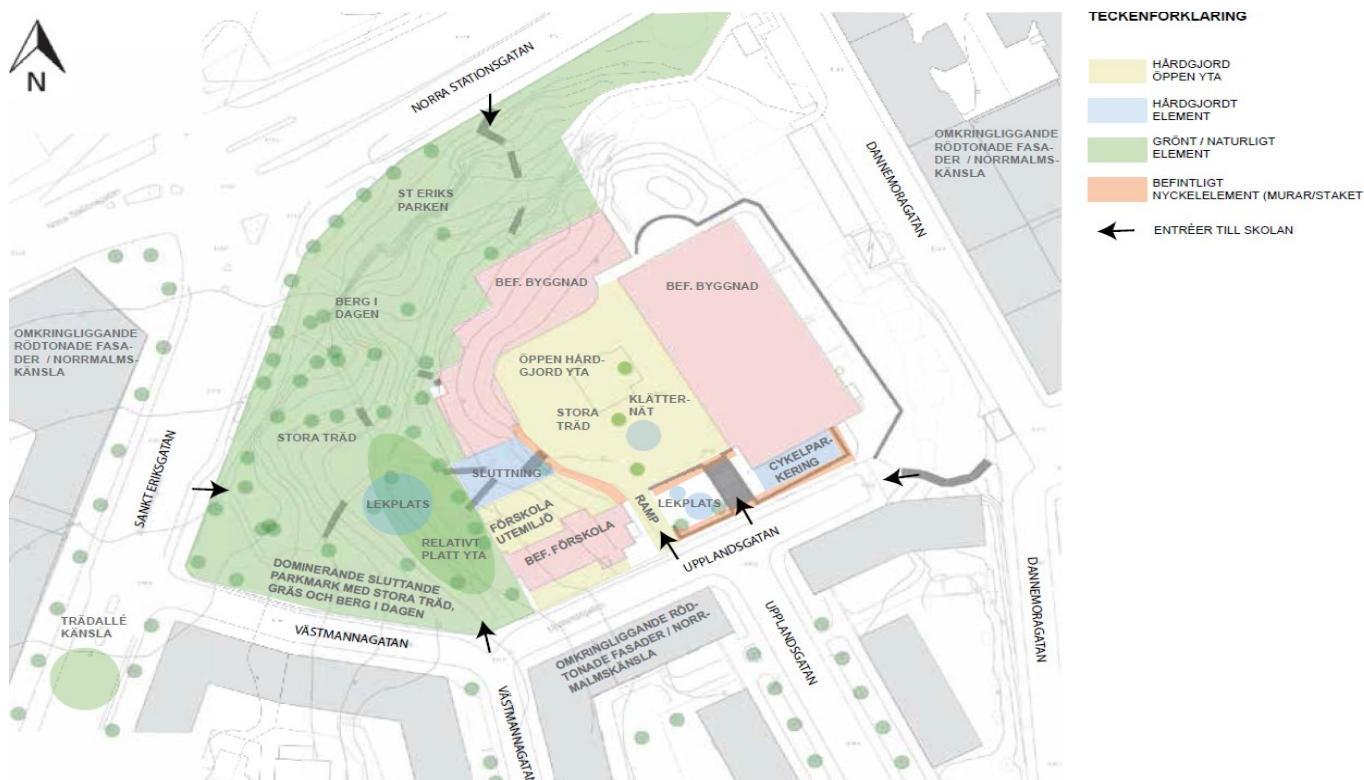 TECKENFÖRKLARING
HÅRDGJORD
ÖPPEN YTA
HÅRDGJORDT
ELEMENT
GRÖNT / NATURLIGT
ELEMENT
BEFINTLIGT
NYCKELELEMENT (MURAR/STAKET
ENTRÉER TILL SKOLAN
N
NORRA STATIONSGATAN
ST ERIKS
PARKEN
DANNEMORAGATAN
OMKRINGLIGGANDE
RÖDTONADE FASA-
DER / NORRMALMS-
KÄNSLA
BEF. BYGGNAD
BEF. BYGGNAD
BERG I
DAGEN
OMKRINGLIGGANDE
RÖDTONADE FASA-
DER / NORRMALMS-
KÄNSLA
ÖPPEN HÅRD-
GJORD YTA
KLÄTTER-
NÄT
STORA
TRÄD
STORA TRÄD
SANKT ERIKSGATAN
SLUTTNING
CYKELPAR-
KERING
LEKPLATS
LEKPLATS
RAMP
FÖRSKOLA
UTEMILJÖ
RELATIVT
PLATT YTA
BEF. FÖRSKOLA
UPPLANDSGATAN
DOMINERANDE SLUTTANDE
PARKMARK MED STORA TRÄD,
GRÄS OCH BERG I DAGEN
TRÄDALLÉ
KÄNSLA
VÄSTMANNAGATAN
OMKRINGLIGGANDE RÖD-
TONADE FASADER / NORR-
MALMSKÄNSLA
UPPLANDSGATAN
DANNEMORAGATAN
VÄSTMANNAGATAN